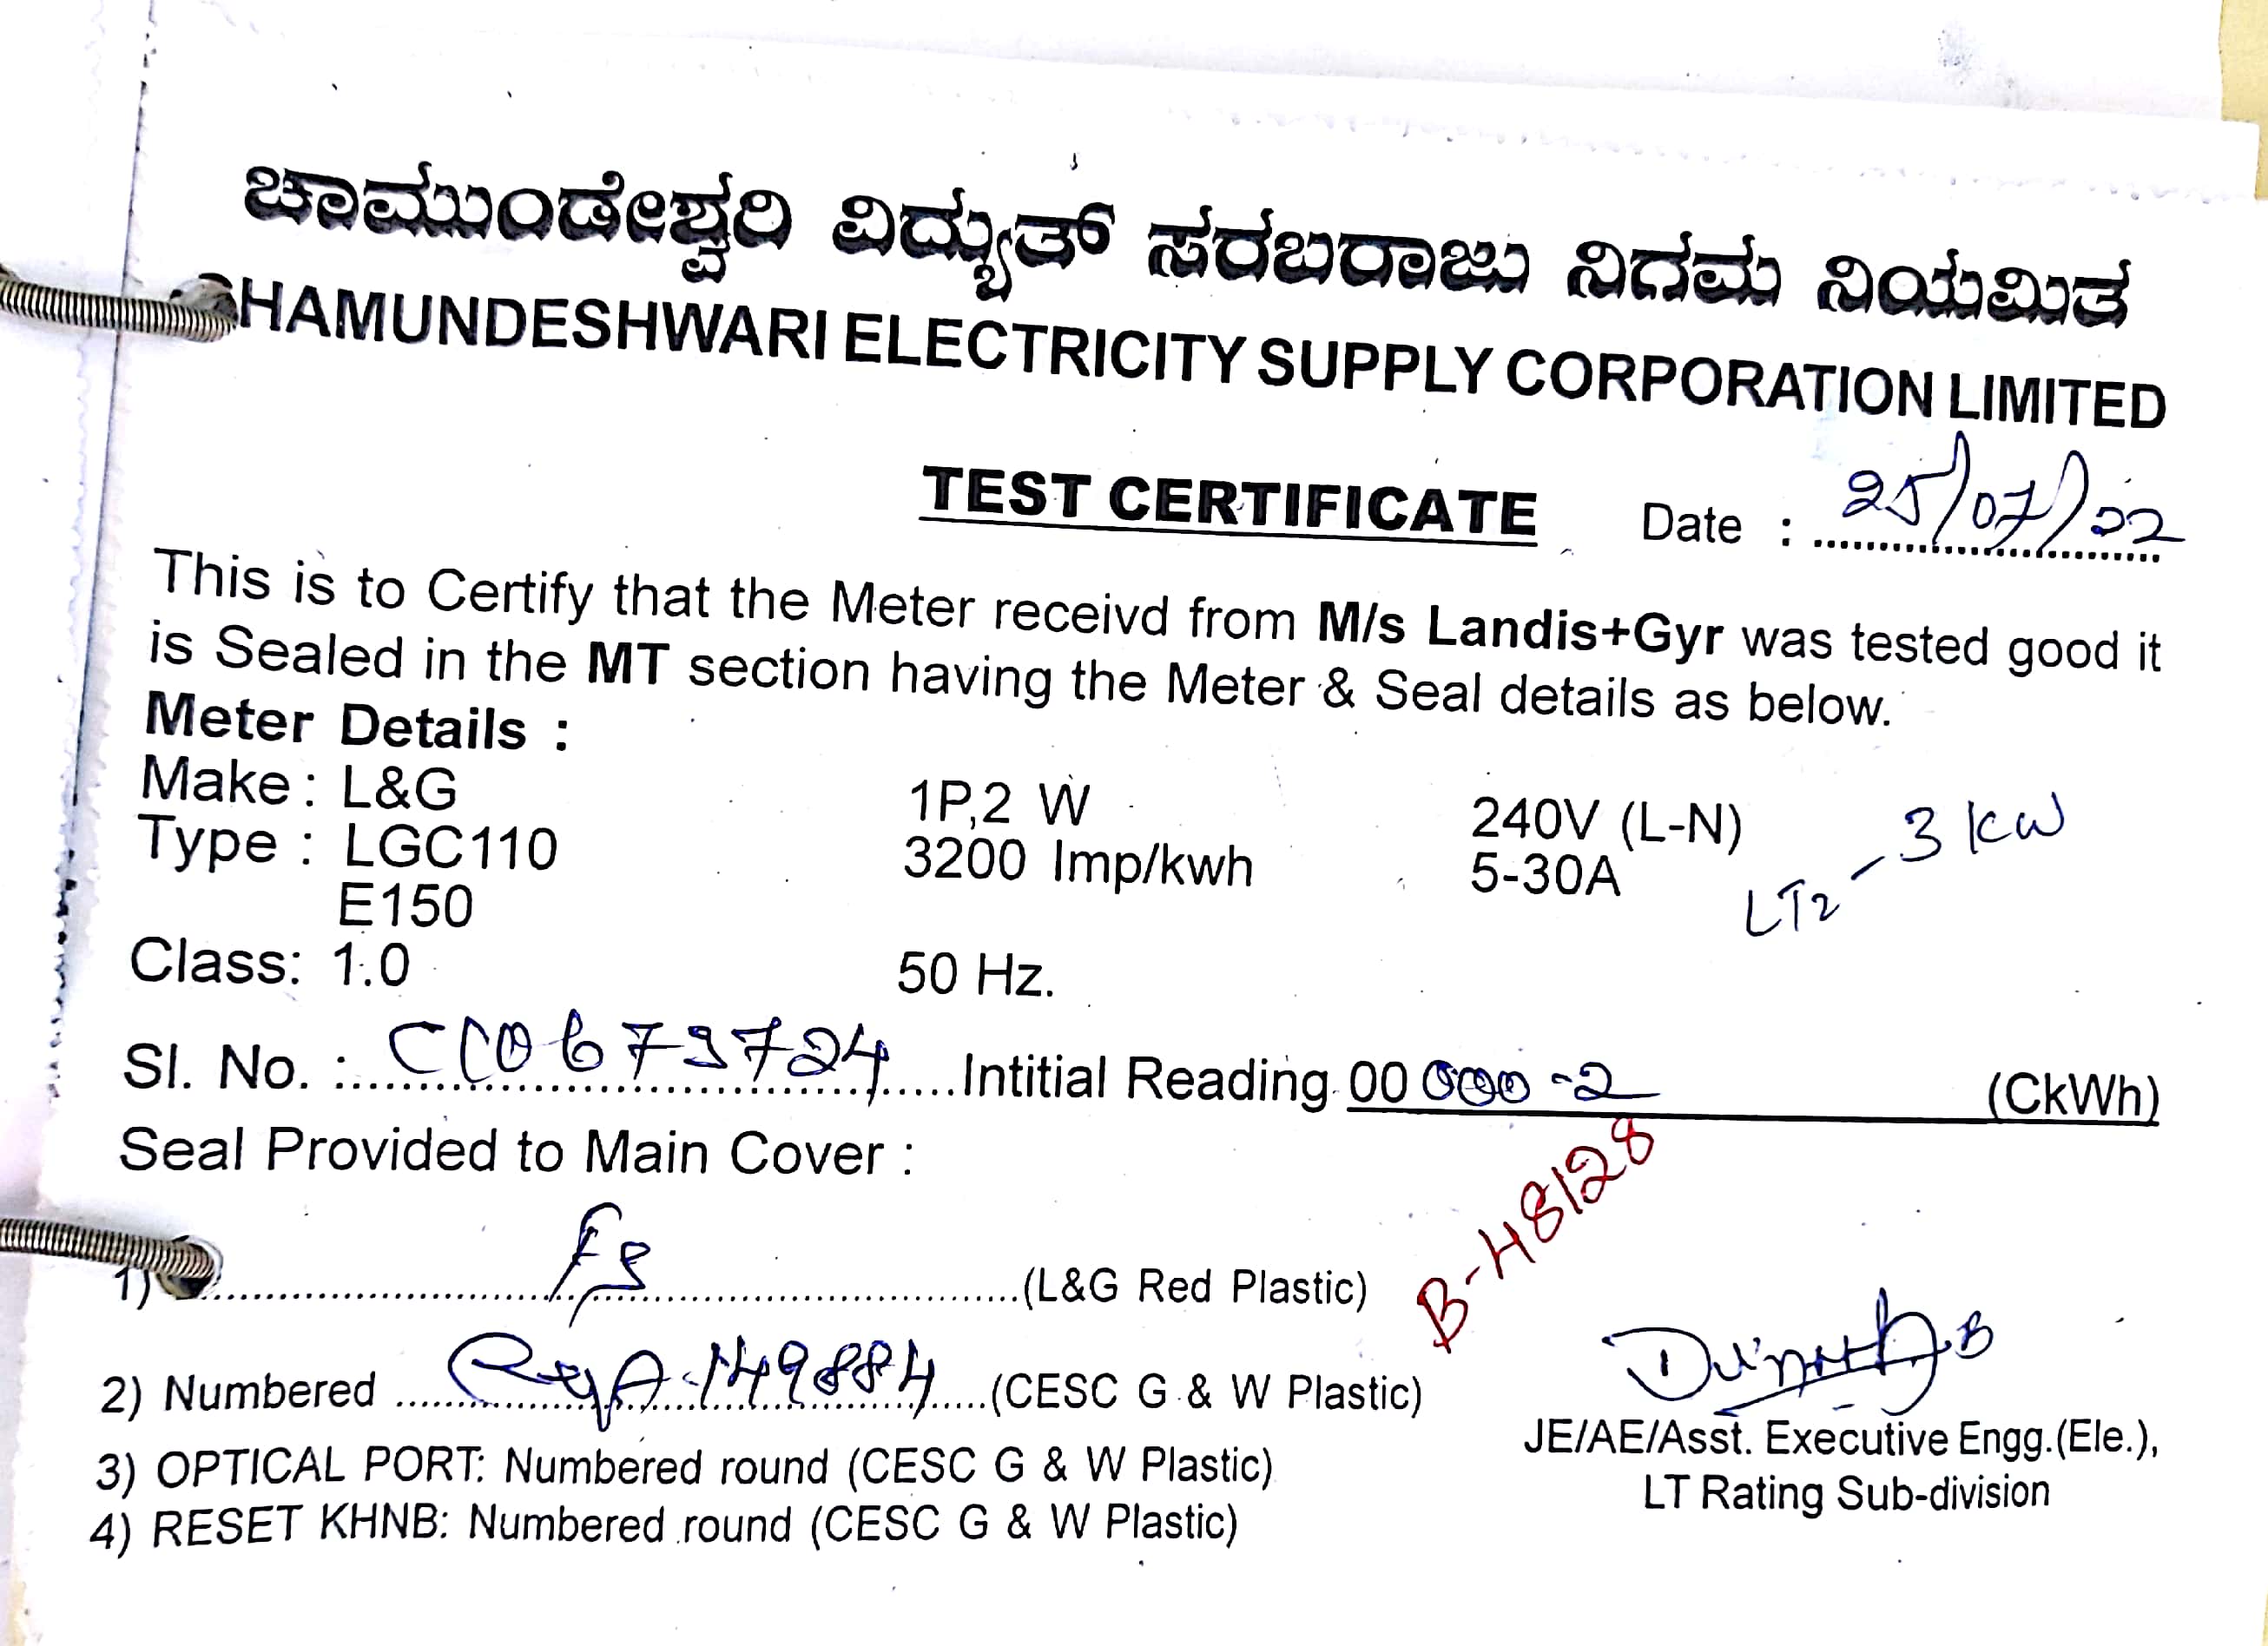 ಚಾಮುಂಡೇಶ್ವರಿ ವಿದ್ಯುತ್ ಸರಬರಾಜು ನಿಗಮ ನಿಯಮಿತ
CHAMUNDESHWARI ELECTRICITY SUPPLY CORPORATION LIMITED
TEST CERTIFICATE Date : 25/07/22
This is to Certify that the Meter receivd from M/s Landis+Gyr was tested good it
is Sealed in the MT section having the Meter & Seal details as below.
Meter Details :
Make : L&G 1P,2 W 240V (L-N)
Type : LGC110 3200 Imp/kwh 5-30A
LT2 - 3 KW
E150
Class: 1.0 50 Hz.
Sl. No. : CC0679724 Intitial Reading 00 000-2 (CkWh)
Seal Provided to Main Cover :
B-48128
1) (L&G Red Plastic)
2) Numbered 149884 (CESC G & W Plastic)
3) OPTICAL PORT: Numbered round (CESC G & W Plastic)
4) RESET KHNB: Numbered round (CESC G & W Plastic)
JE/AE/Asst. Executive Engg.(Ele.),
LT Rating Sub-division